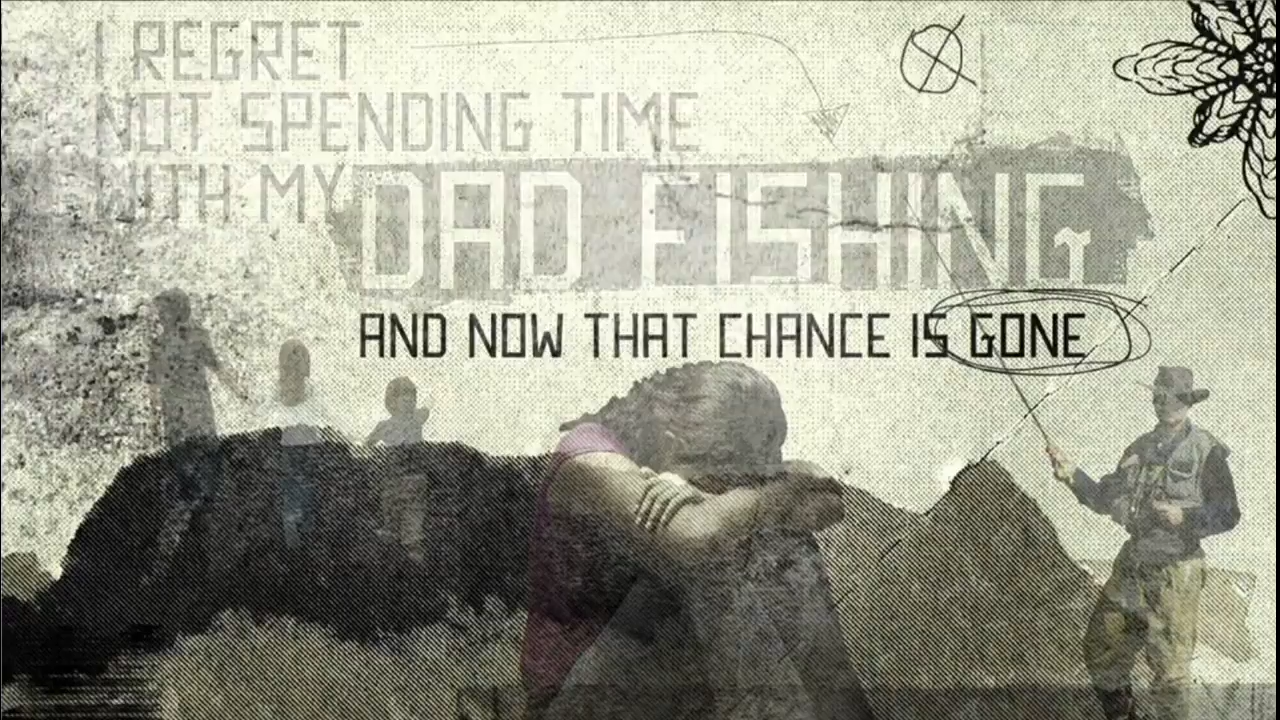 I REGRET
NOT SPENDING TIME
WITH MY DAD FISHING
AND NOW THAT CHANCE IS GONE